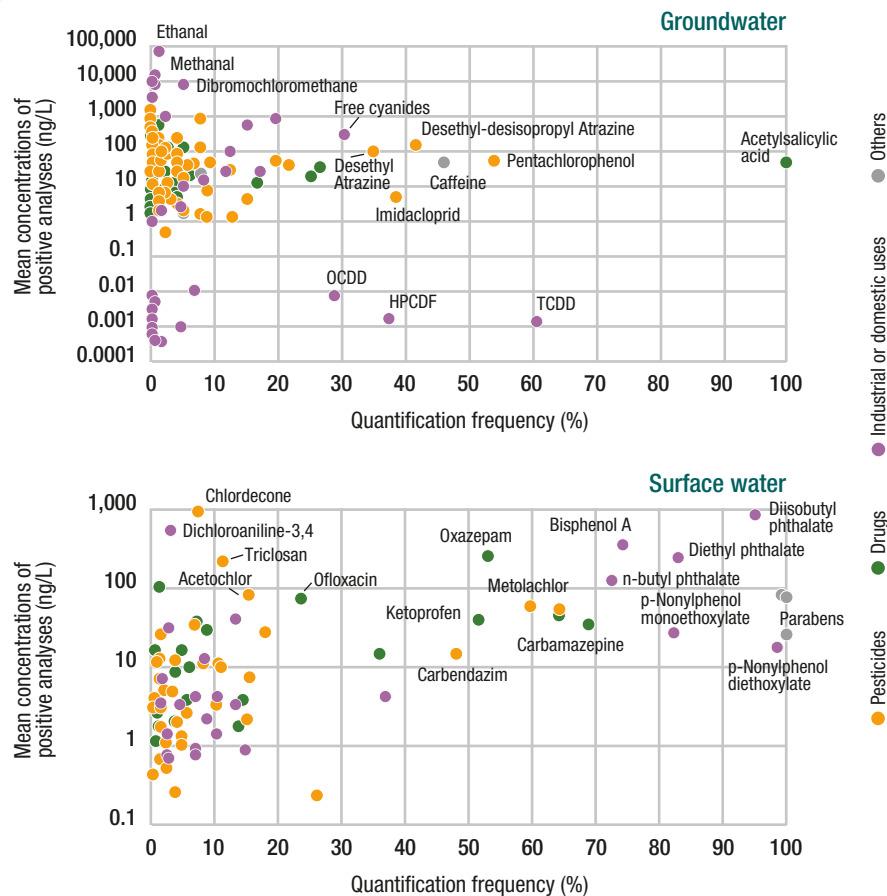 Groundwater
Mean concentrations of
positive analyses (ng/L)
100,000
10,000
1,000
100
10
1
0.1
0.01
0.001
0.0001
Ethanal
Methanal
Dibromochloromethane
Free cyanides
Desethyl-desisopropyl Atrazine
Desethyl
Atrazine
Caffeine
Pentachlorophenol
Acetylsalicylic
acid
Imidacloprid
OCDD
HPCDF
TCDD
0 10 20 30 40 50 60 70 80 90 100
Quantification frequency (%)
Surface water
Mean concentrations of
positive analyses (ng/L)
1,000
100
10
1
0.1
Chlordecone
Dichloroaniline-3,4
Triclosan
Acetochlor
Ofloxacin
Oxazepam
Bisphenol A
Diisobutyl
phthalate
Diethyl phthalate
n-butyl phthalate
Metolachlor
Ketoprofen
p-Nonylphenol
monoethoxylate
Parabens
Carbamazepine
Carbendazim
p-Nonylphenol
diethoxylate
0 10 20 30 40 50 60 70 80 90 100
Quantification frequency (%)
Pesticides
Drugs
Industrial or domestic uses
Others